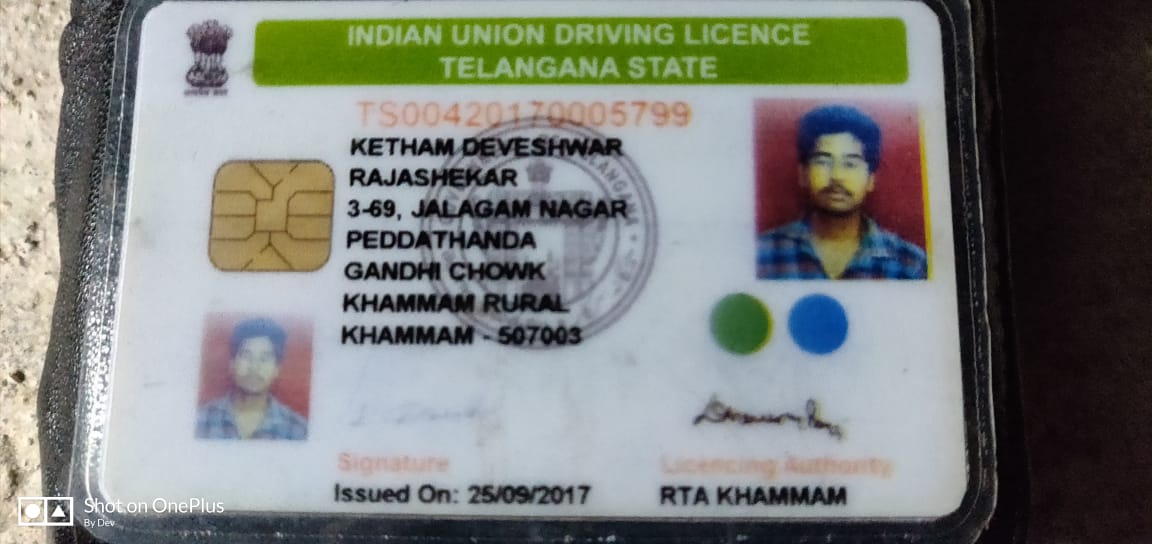 INDIAN UNION DRIVING LICENCE
TELANGANA STATE
TS00420170005799
KETHAM DEVESHWAR
RAJASHEKAR
3-69, JALAGAM NAGAR
PEDDATHANDA
GANDHI CHOWK
KHAMMAM RURAL
KHAMMAM - 507003
Signature
Licencing Authority
Issued On: 25/09/2017
RTA KHAMMAM
Shot on OnePlus
By Dev